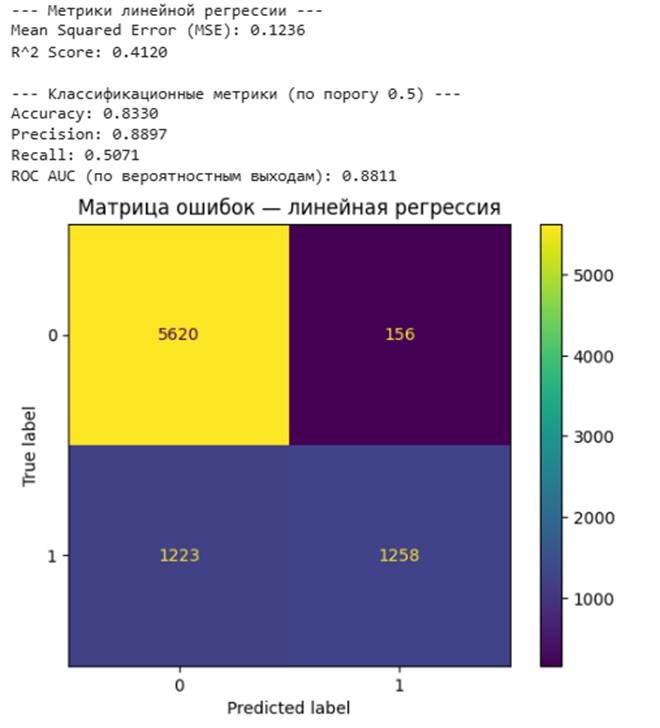 --- Метрики линейной регрессии ---
Mean Squared Error (MSE): 0.1236
R^2 Score: 0.4120
--- Классификационные метрики (по порогу 0.5) ---
Accuracy: 0.8330
Precision: 0.8897
Recall: 0.5071
ROC AUC (по вероятностным выходам): 0.8811
Матрица ошибок — линейная регрессия
5000
0
5620
156
4000
3000
True label
2000
1
1223
1258
1000
0
1
Predicted label